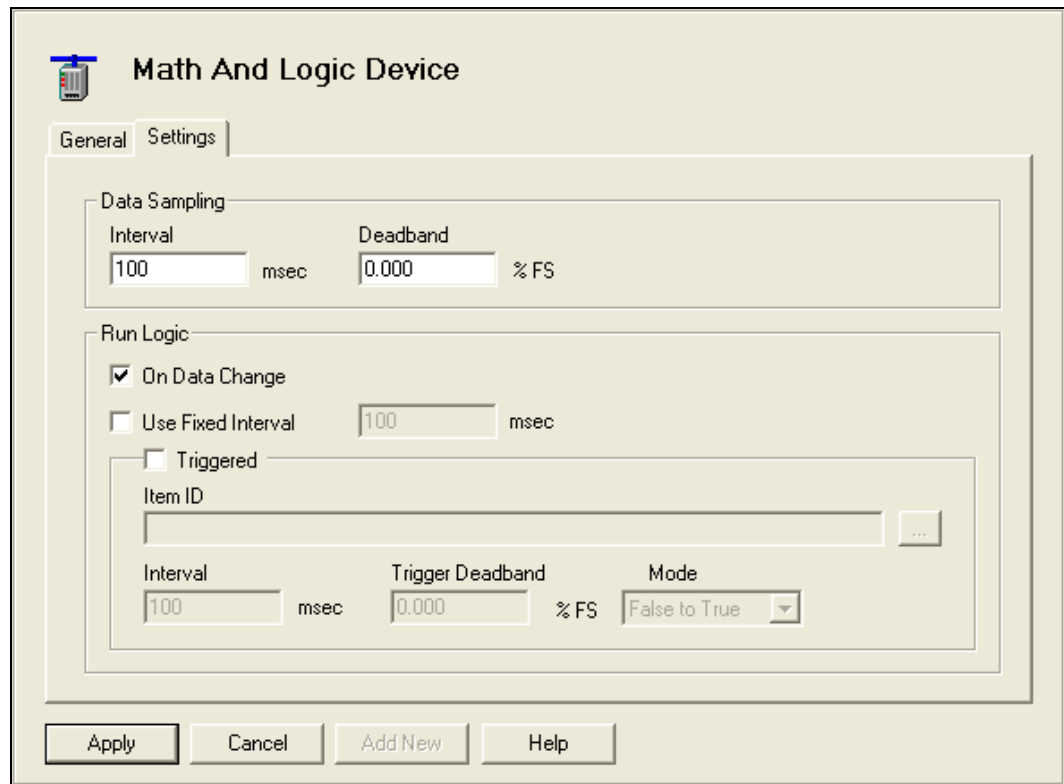 Math And Logic Device
General Settings
Data Sampling
Interval Deadband
100 msec 0.000 % FS
Run Logic
On Data Change
Use Fixed Interval 100 msec
Triggered
Item ID
...
Interval Trigger Deadband Mode
100 msec 0.000 % FS False to True
Apply Cancel Add New Help